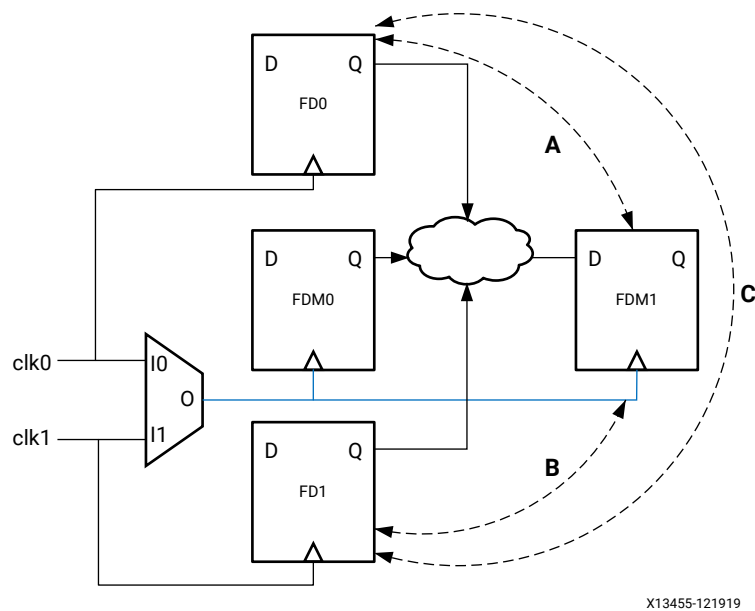 D Q
FD0
A
D Q
FDM0
D Q
FDM1
C
clk0
I0
O
clk1
I1
D Q
FD1
B
X13455-121919